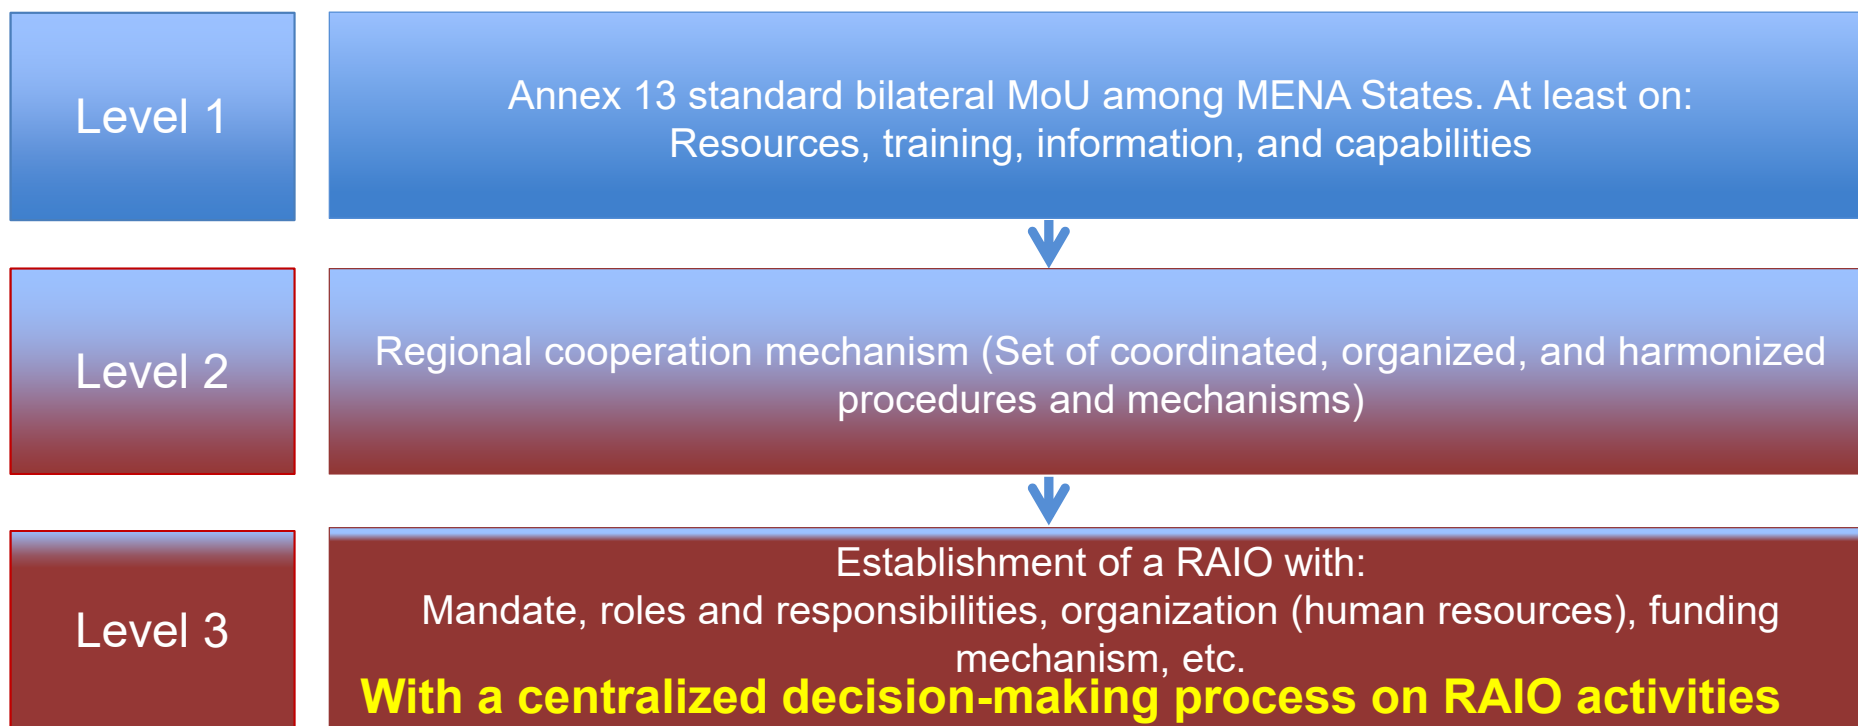 Level 1
Annex 13 standard bilateral MoU among MENA States. At least on:
Resources, training, information, and capabilities
Level 2
Regional cooperation mechanism (Set of coordinated, organized, and harmonized
procedures and mechanisms)
Level 3
Establishment of a RAIO with:
Mandate, roles and responsibilities, organization (human resources), funding
mechanism, etc.
With a centralized decision-making process on RAIO activities